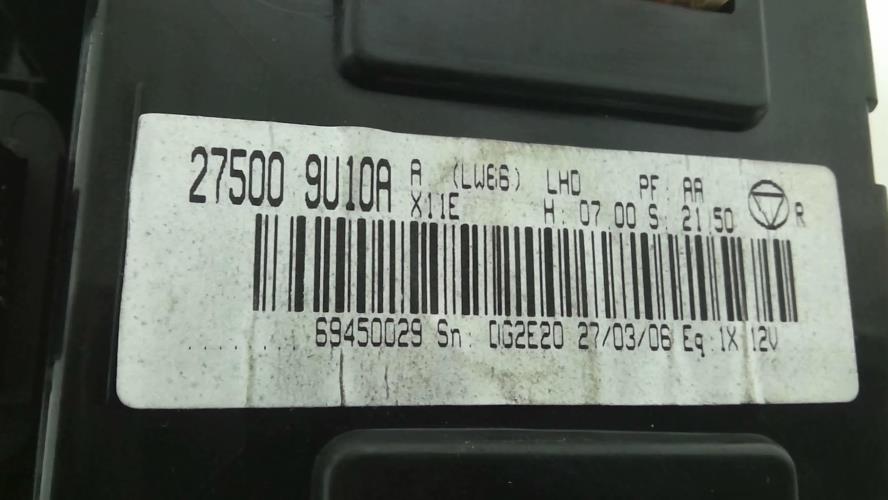 27500 9U10A A (LW66) LHD PF: AA
X11E H: 07.00 S: 21.50 R
69450029 Sn: 0G2E20 27/03/06 Eq:1X 12V